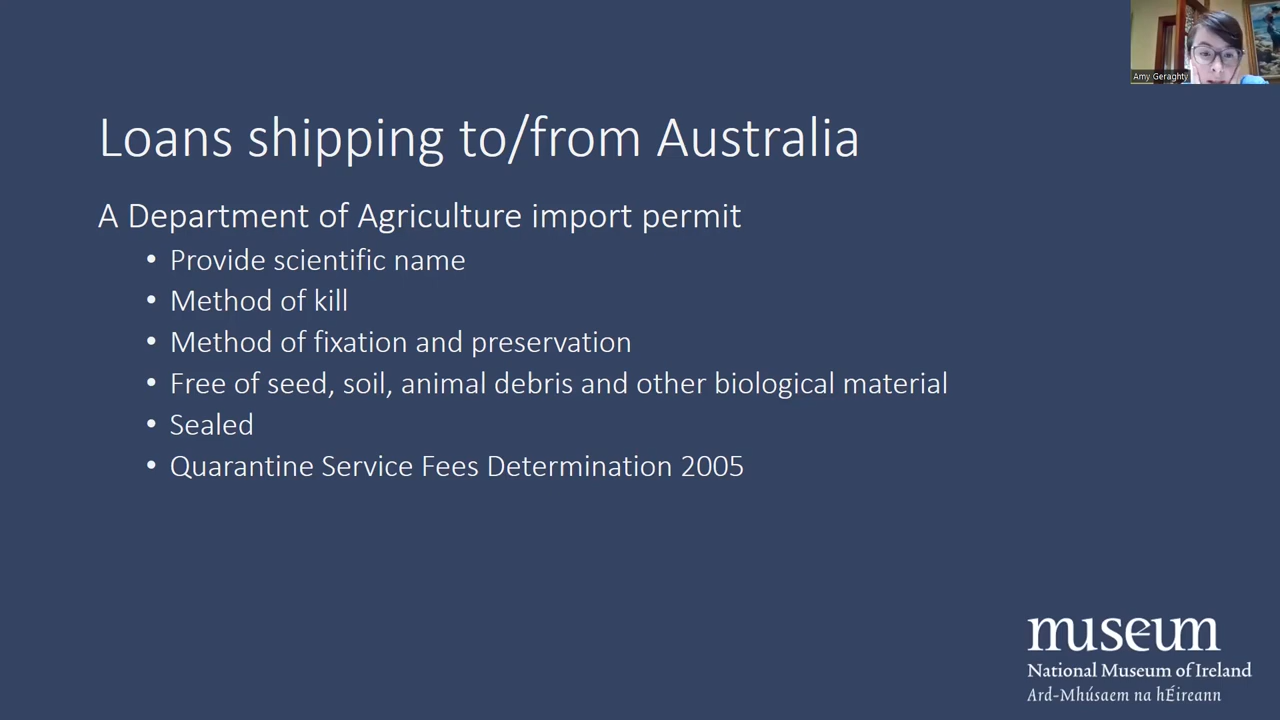 Amy Geraghty
Loans shipping to/from Australia
A Department of Agriculture import permit
• Provide scientific name
• Method of kill
• Method of fixation and preservation
• Free of seed, soil, animal debris and other biological material
• Sealed
• Quarantine Service Fees Determination 2005
museum
National Museum of Ireland
Ard-Mhúsaem na hÉireann